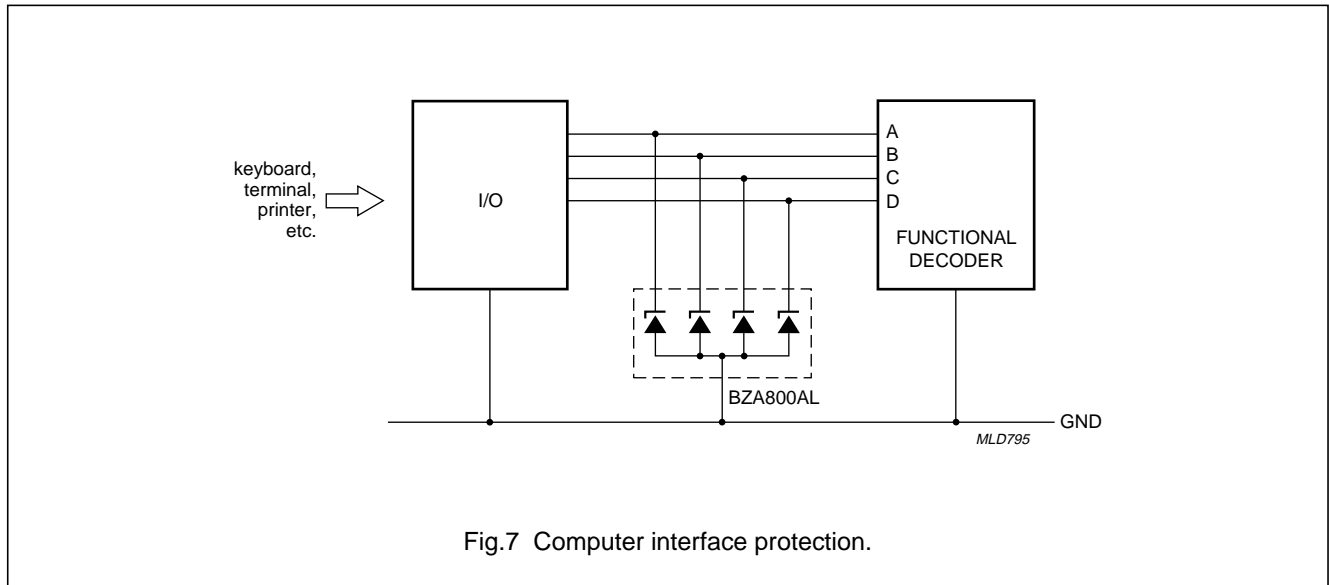 keyboard,
terminal,
printer,
etc.
I/O
A
B
C
D
FUNCTIONAL
DECODER
BZA800AL
GND
MLD795
Fig.7 Computer interface protection.